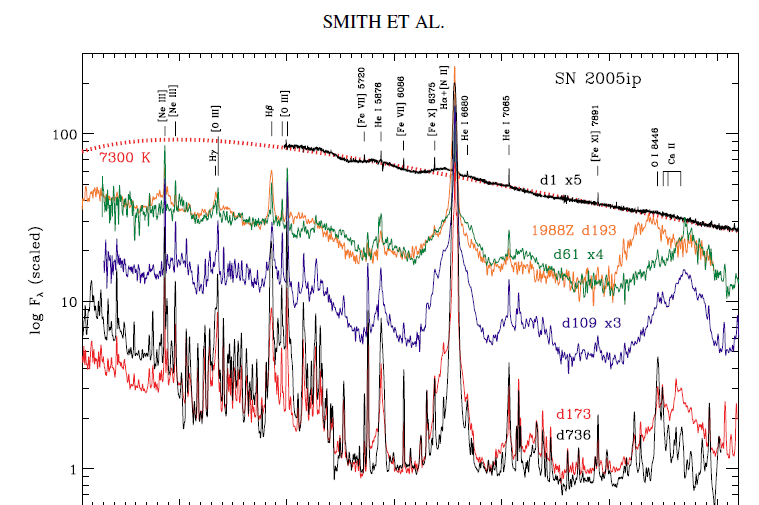 SMITH ET AL.
SN 2005ip
[Ne III]
[Ne III]
Hγ
[O III]
Hβ
[O III]
[Fe VII] 5720
He I 5876
[Fe VII] 6086
[Fe X] 6375
Hα+[N II]
He I 6680
He I 7065
[Fe XI] 7891
O I 8446
Ca II
100
7300 K
d1 x5
1988Z d193
d61 x4
log Fλ (scaled)
10
d109 x3
d173
d736
1